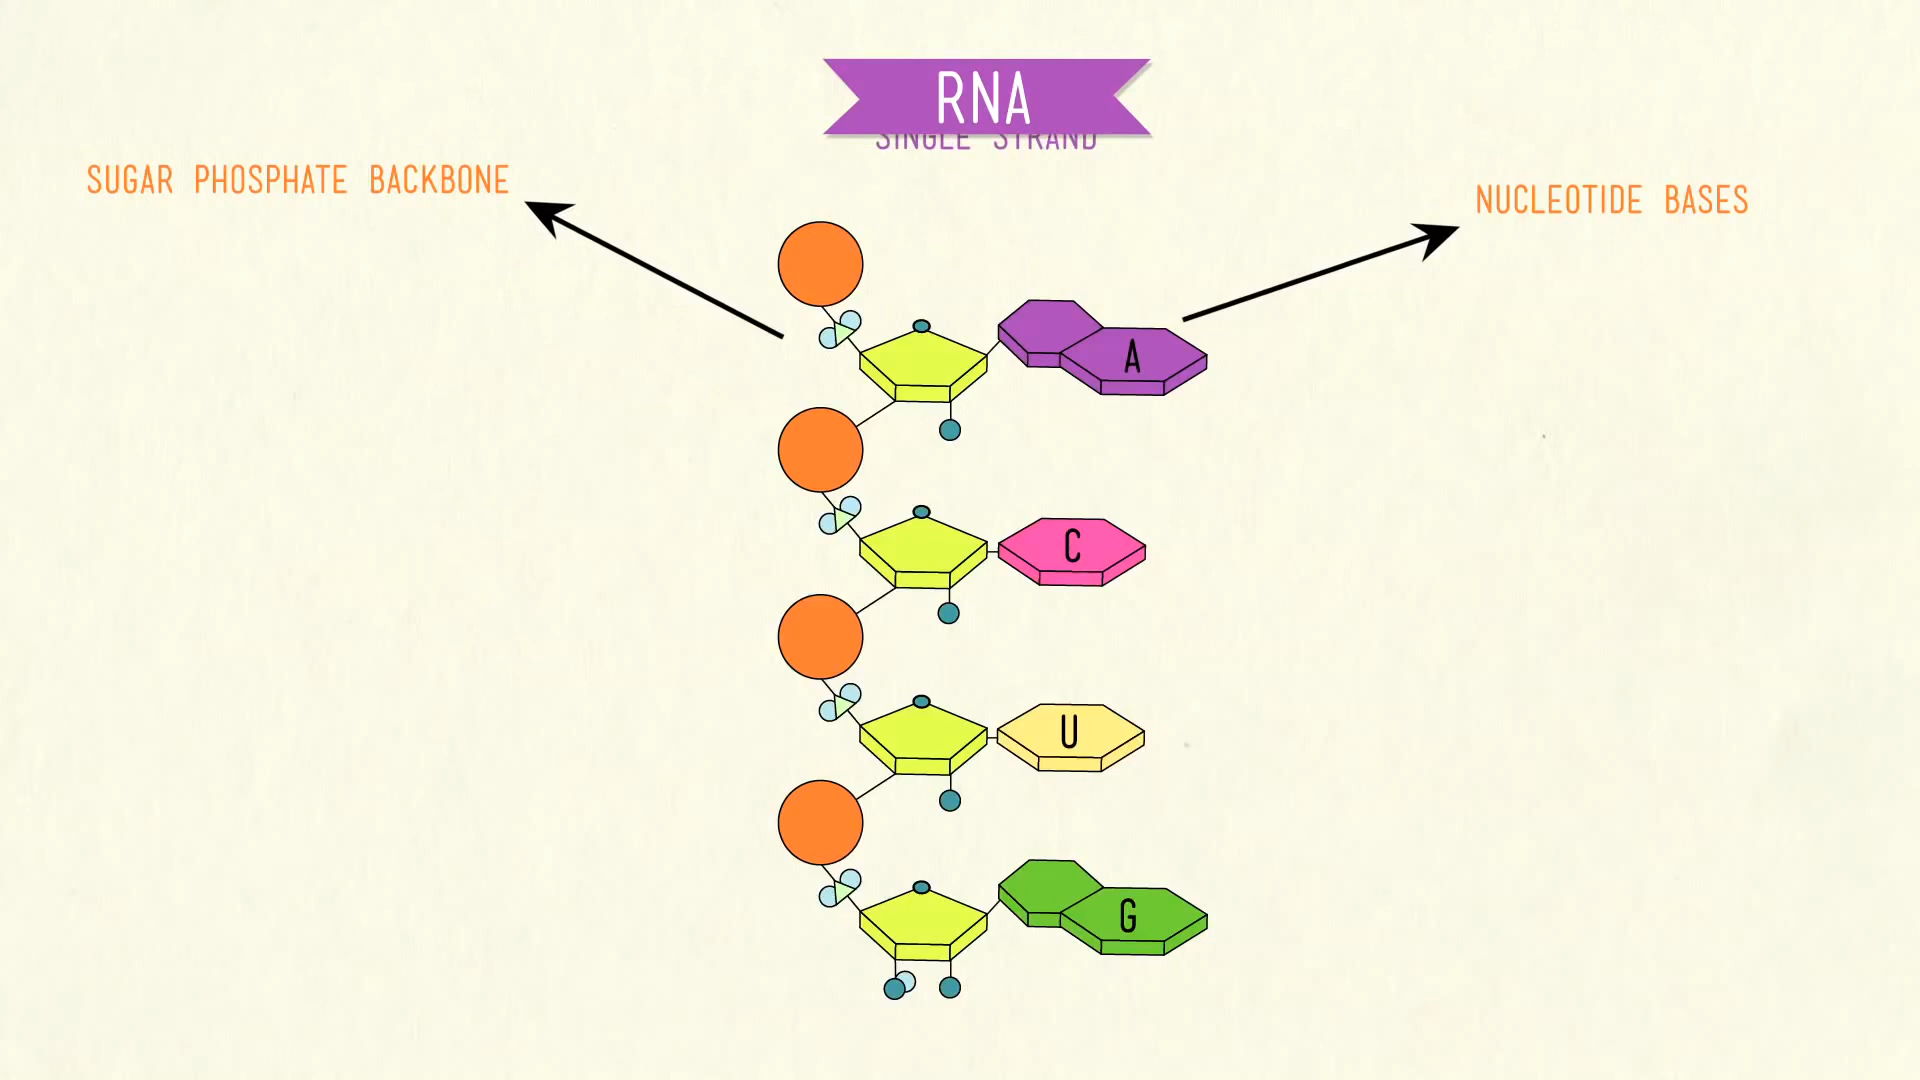 RNA
SINGLE STRAND
SUGAR PHOSPHATE BACKBONE
NUCLEOTIDE BASES
A
C
U
G